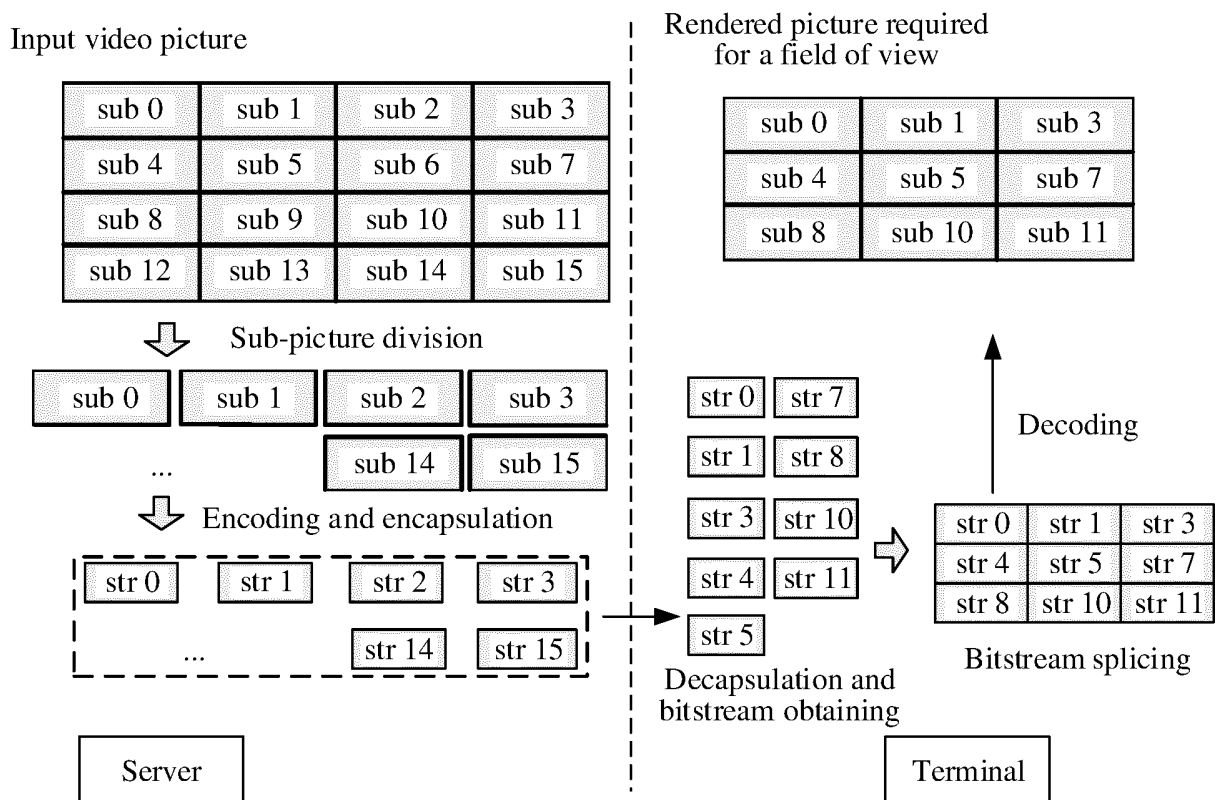 Input video picture
sub 0 sub 1 sub 2 sub 3
sub 4 sub 5 sub 6 sub 7
sub 8 sub 9 sub 10 sub 11
sub 12 sub 13 sub 14 sub 15
Sub-picture division
sub 0 sub 1 sub 2 sub 3
... sub 14 sub 15
Encoding and encapsulation
str 0 str 1 str 2 str 3
... str 14 str 15
Server
Rendered picture required
for a field of view
sub 0 sub 1 sub 3
sub 4 sub 5 sub 7
sub 8 sub 10 sub 11
str 0 str 7
str 1 str 8
str 3 str 10
str 4 str 11
str 5
Decapsulation and
bitstream obtaining
Decoding
str 0 str 1 str 3
str 4 str 5 str 7
str 8 str 10 str 11
Bitstream splicing
Terminal